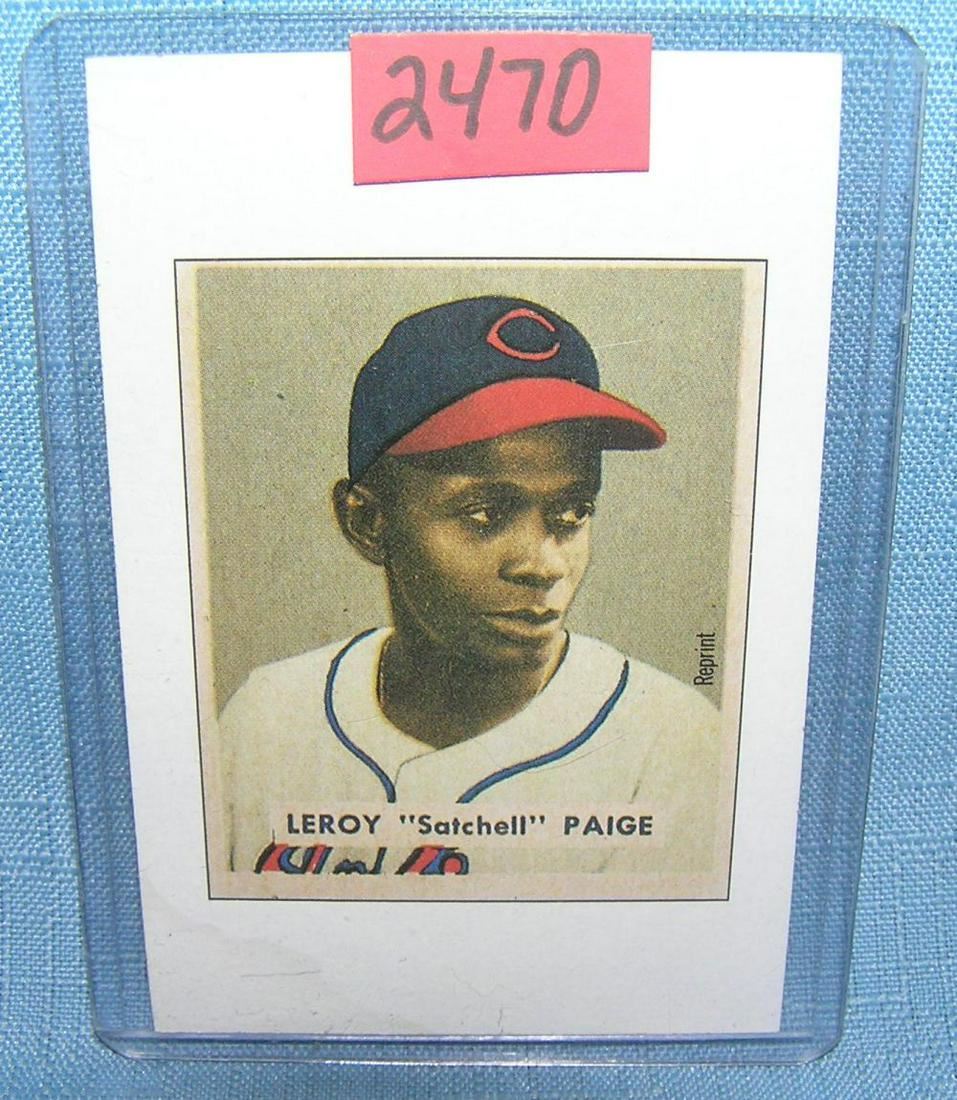 2470
C
Reprint
LEROY "Satchell" PAIGE